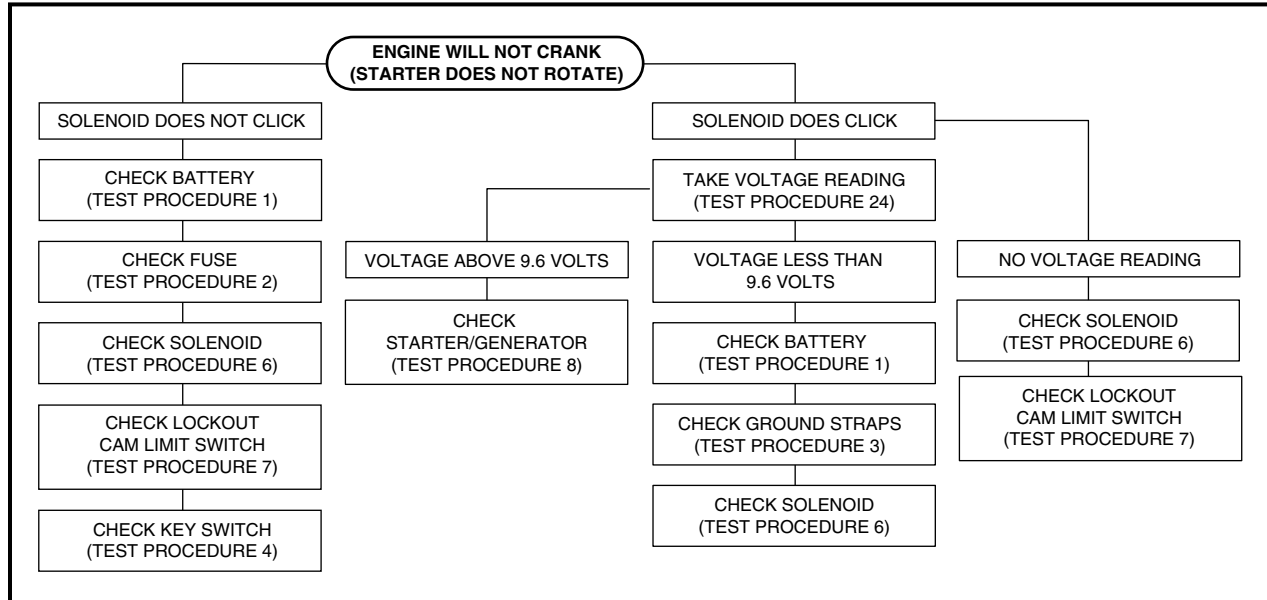 ENGINE WILL NOT CRANK
(STARTER DOES NOT ROTATE)
SOLENOID DOES NOT CLICK
CHECK BATTERY
(TEST PROCEDURE 1)
CHECK FUSE
(TEST PROCEDURE 2)
CHECK SOLENOID
(TEST PROCEDURE 6)
CHECK LOCKOUT
CAM LIMIT SWITCH
(TEST PROCEDURE 7)
CHECK KEY SWITCH
(TEST PROCEDURE 4)
SOLENOID DOES CLICK
TAKE VOLTAGE READING
(TEST PROCEDURE 24)
VOLTAGE ABOVE 9.6 VOLTS
CHECK
STARTER/GENERATOR
(TEST PROCEDURE 8)
VOLTAGE LESS THAN
9.6 VOLTS
CHECK BATTERY
(TEST PROCEDURE 1)
CHECK GROUND STRAPS
(TEST PROCEDURE 3)
CHECK SOLENOID
(TEST PROCEDURE 6)
NO VOLTAGE READING
CHECK SOLENOID
(TEST PROCEDURE 6)
CHECK LOCKOUT
CAM LIMIT SWITCH
(TEST PROCEDURE 7)